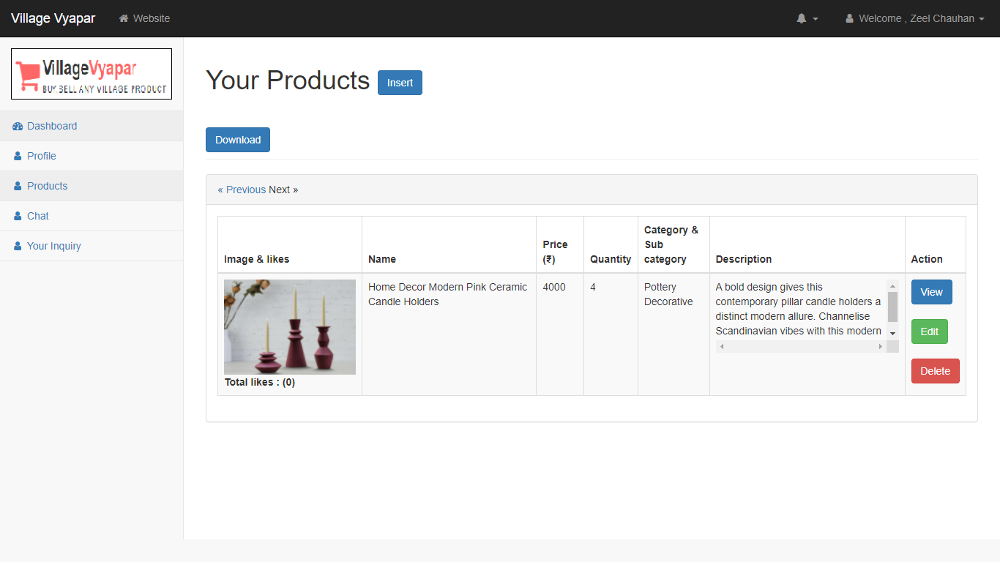 Village Vyapar Website Welcome , Zeel Chauhan
VillageVyapar
BUY SELL ANY VILLAGE PRODUCT
Dashboard
Profile
Products
Chat
Your Inquiry
Your Products Insert
Download
« Previous Next »
Image & likes
Name
Price
(₹)
Quantity
Category &
Sub
category
Description
Action
Total likes : (0)
Home Decor Modern Pink Ceramic
Candle Holders
4000
4
Pottery
Decorative
A bold design gives this
contemporary pillar candle holders a
distinct modern allure. Channelise
Scandinavian vibes with this modern
View
Edit
Delete